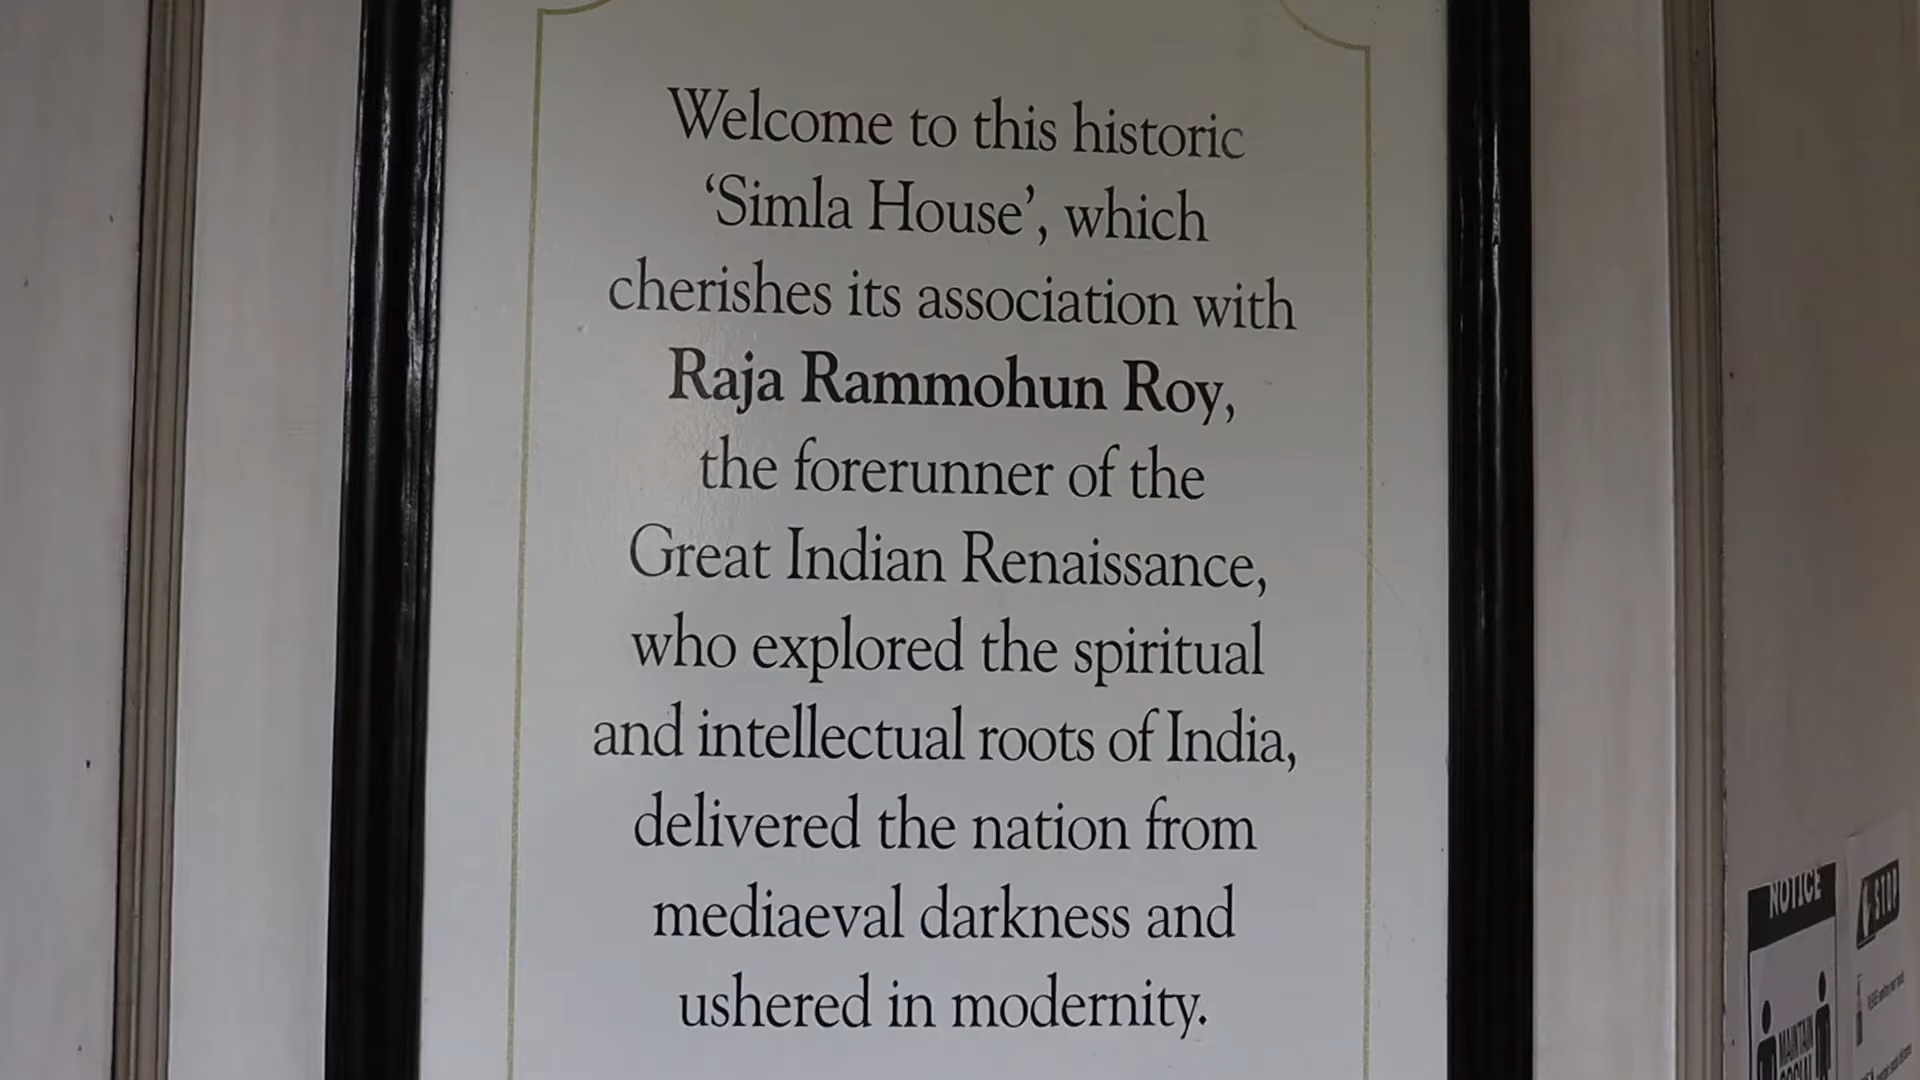 Welcome to this historic
‘Simla House’, which
cherishes its association with
Raja Rammohun Roy,
the forerunner of the
Great Indian Renaissance,
who explored the spiritual
and intellectual roots of India,
delivered the nation from
mediaeval darkness and
ushered in modernity.
NOTICE
MAINTAIN
SOCIAL
STOP